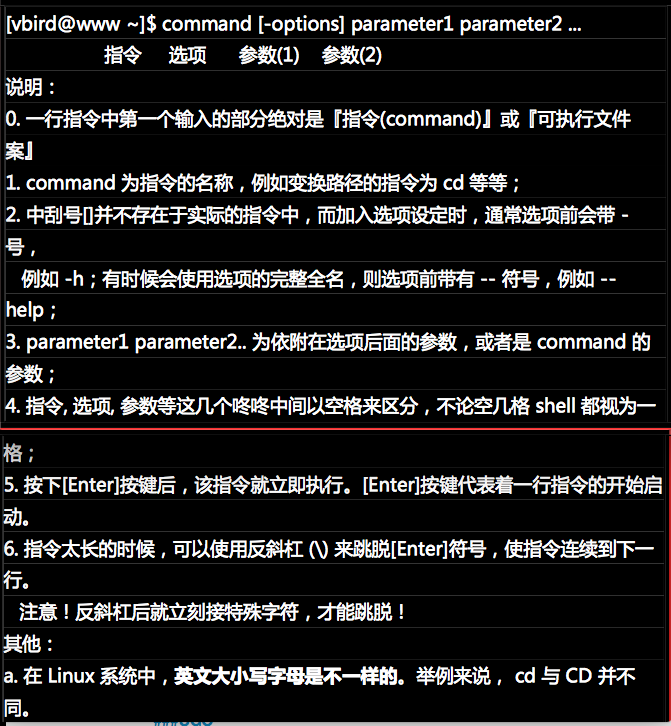 [vbird@www ~]$ command [-options] parameter1 parameter2 ...
指令 选项 参数(1) 参数(2)
说明：
0. 一行指令中第一个输入的部分绝对是『指令(command)』或『可执行文件
案』
1. command 为指令的名称，例如变换路径的指令为 cd 等等；
2. 中刮号[]并不存在于实际的指令中，而加入选项设定时，通常选项前会带 -
号，
例如 -h；有时候会使用选项的完整全名，则选项前带有 -- 符号，例如 --
help；
3. parameter1 parameter2.. 为依附在选项后面的参数，或者是 command 的
参数；
4. 指令, 选项, 参数等这几个咚咚中间以空格来区分，不论空几格 shell 都视为一
格；
5. 按下[Enter]按键后，该指令就立即执行。[Enter]按键代表着一行指令的开始启
动。
6. 指令太长的时候，可以使用反斜杠 (\) 来跳脱[Enter]符号，使指令连续到下一
行。
注意！反斜杠后就立刻接特殊字符，才能跳脱！
其他：
a. 在 Linux 系统中，英文大小写字母是不一样的。举例来说， cd 与 CD 并不
同。